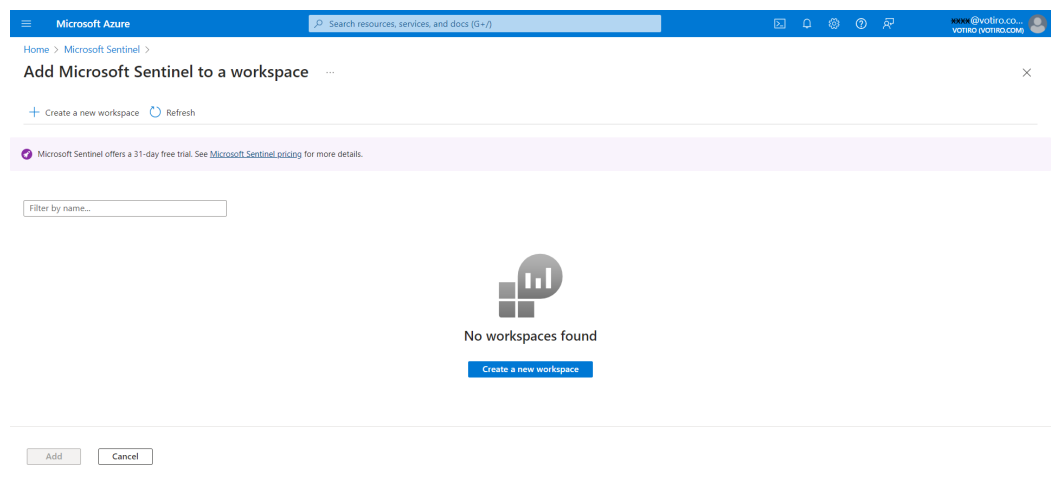 Microsoft Azure
Search resources, services, and docs (G+/)
@votiro.co...
VOTIRO (VOTIRO.COM)
Home > Microsoft Sentinel >
Add Microsoft Sentinel to a workspace ...
Create a new workspace Refresh
Microsoft Sentinel offers a 31-day free trial. See Microsoft Sentinel pricing for more details.
Filter by name...
No workspaces found
Create a new workspace
Add Cancel